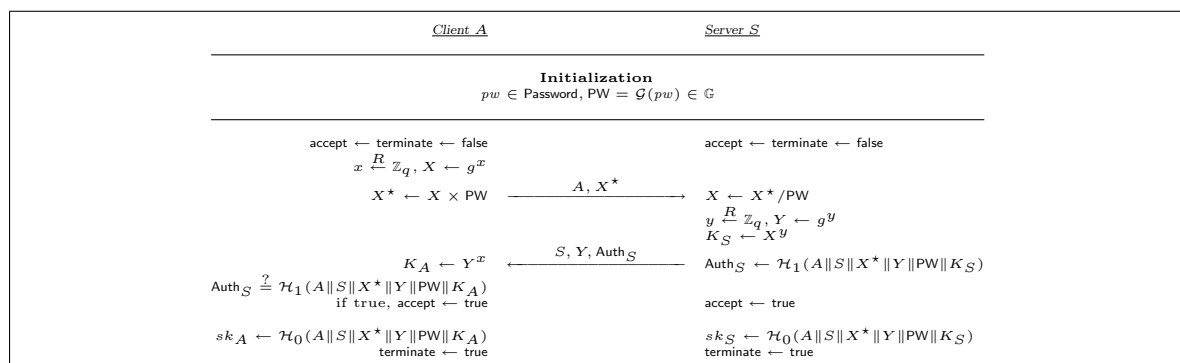 Client A Server S
Initialization
pw ∈ Password, PW = 𝒢(pw) ∈ 𝔾
accept ← terminate ← false accept ← terminate ← false
x ←R ℤq, X ← g^x
A, X⋆
X⋆ ← X × PW X ← X⋆/PW
y ←R ℤq, Y ← g^y
K_S ← X^y
S, Y, Auth_S
K_A ← Y^x Auth_S ← ℋ1(A‖S‖X⋆‖Y‖PW‖K_S)
Auth_S ≟ ℋ1(A‖S‖X⋆‖Y‖PW‖K_A)
if true, accept ← true accept ← true
sk_A ← ℋ0(A‖S‖X⋆‖Y‖PW‖K_A) sk_S ← ℋ0(A‖S‖X⋆‖Y‖PW‖K_S)
terminate ← true terminate ← true